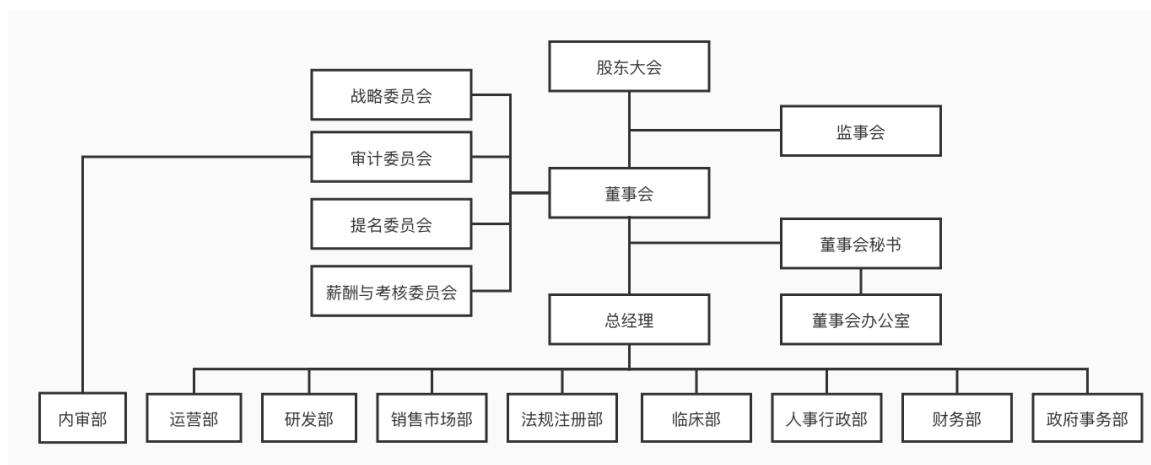 股东大会
战略委员会
监事会
审计委员会
董事会
提名委员会
董事会秘书
薪酬与考核委员会
总经理
董事会办公室
内审部
运营部
研发部
销售市场部
法规注册部
临床部
人事行政部
财务部
政府事务部